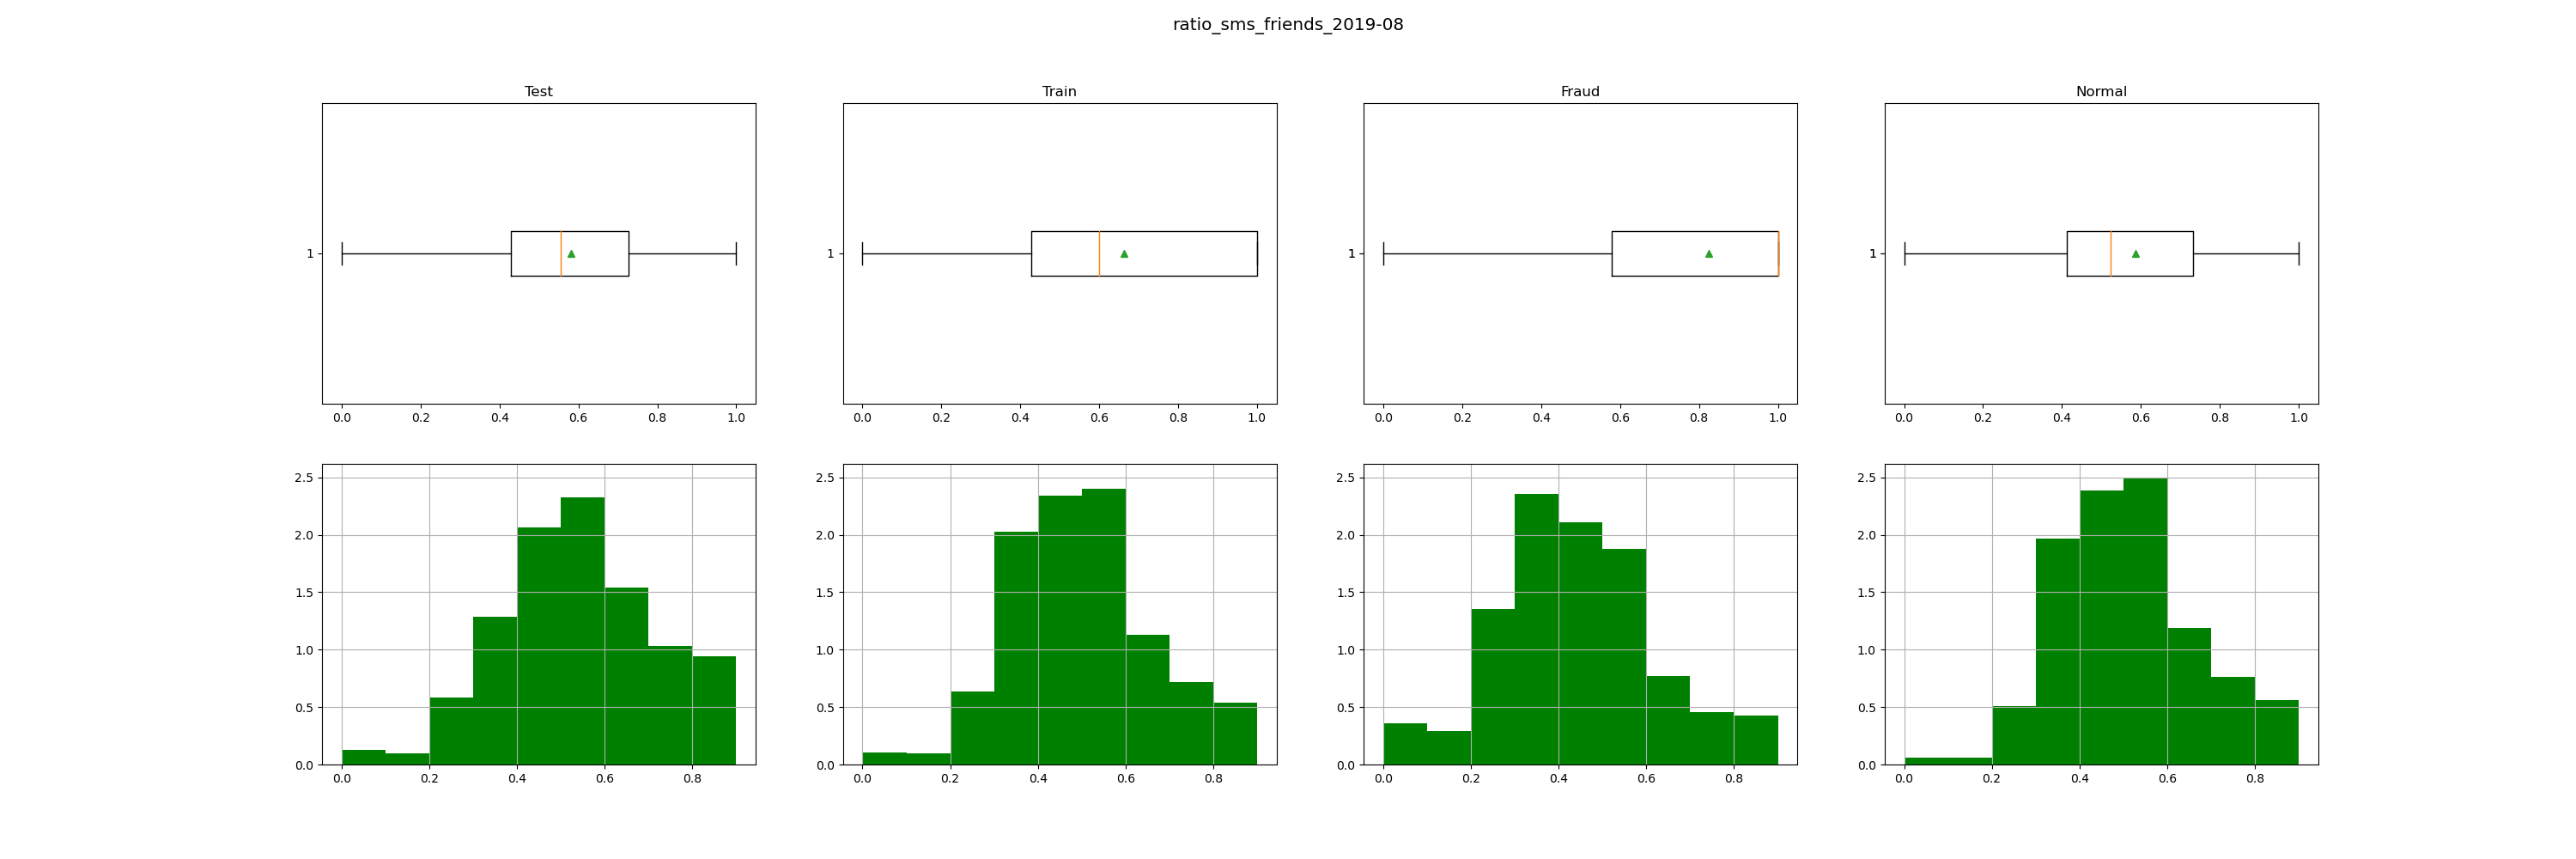 ratio_sms_friends_2019-08
Test Train Fraud Normal
1 1 1 1
0.0 0.2 0.4 0.6 0.8 1.0 0.0 0.2 0.4 0.6 0.8 1.0 0.0 0.2 0.4 0.6 0.8 1.0 0.0 0.2 0.4 0.6 0.8 1.0
2.5 2.5 2.5 2.5
2.0 2.0 2.0 2.0
1.5 1.5 1.5 1.5
1.0 1.0 1.0 1.0
0.5 0.5 0.5 0.5
0.0 0.0 0.0 0.0
0.0 0.2 0.4 0.6 0.8 0.0 0.2 0.4 0.6 0.8 0.0 0.2 0.4 0.6 0.8 0.0 0.2 0.4 0.6 0.8